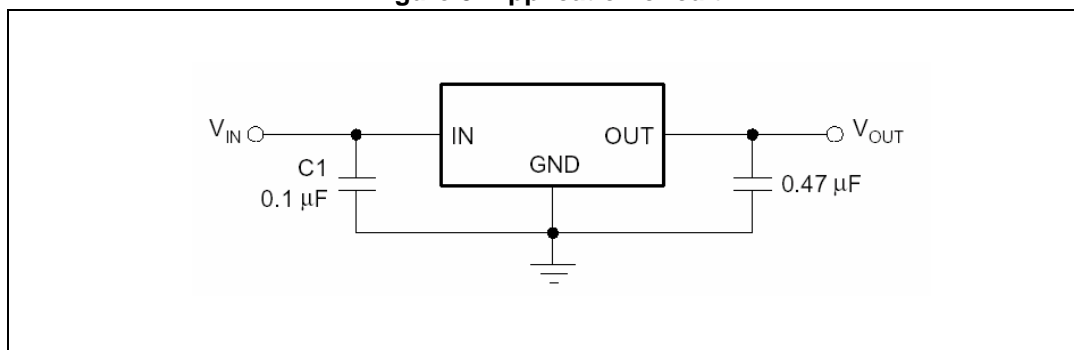 V_IN
IN
OUT
V_OUT
GND
C1
0.1 μF
0.47 μF